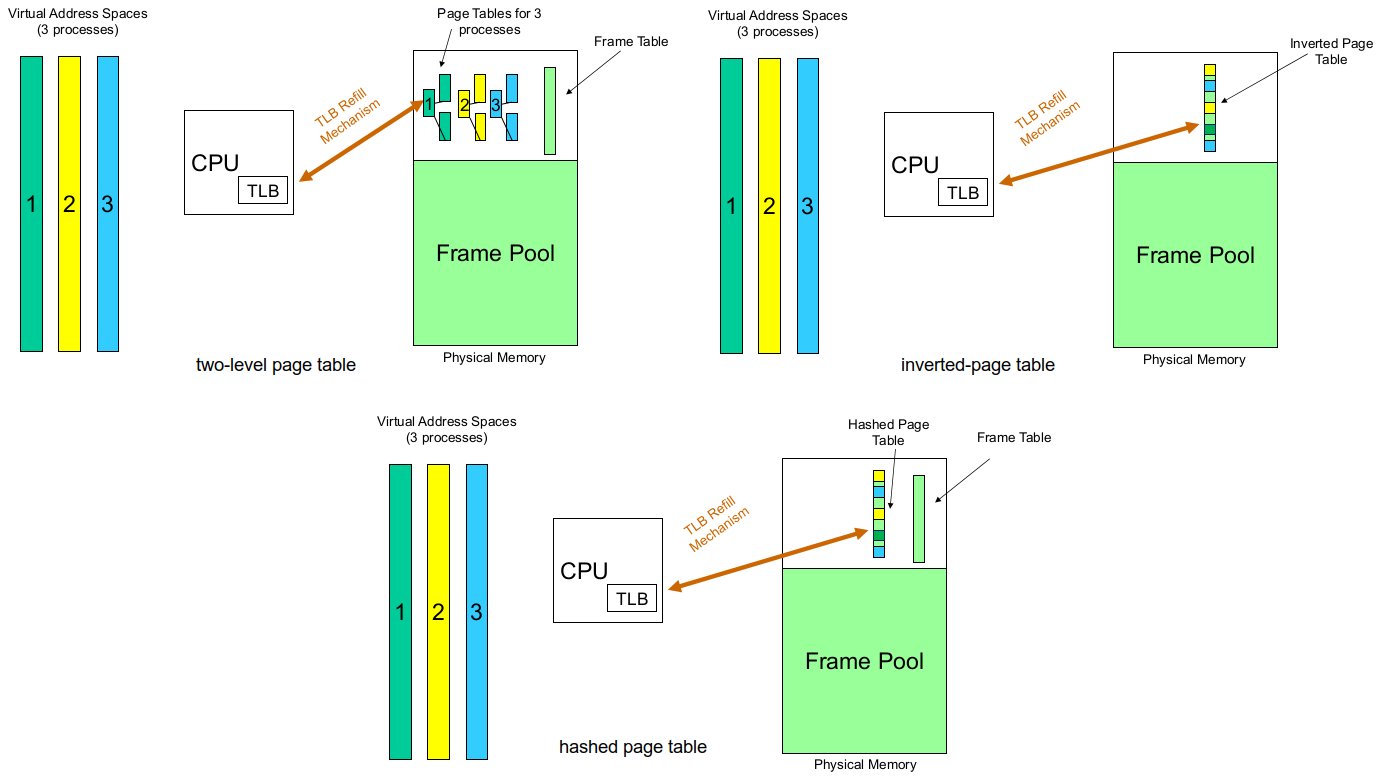 Virtual Address Spaces
(3 processes)
1
2
3
CPU
TLB
TLB Refill
Mechanism
Page Tables for 3
processes
Frame Table
1
2
3
Frame Pool
Physical Memory
two-level page table
Virtual Address Spaces
(3 processes)
1
2
3
CPU
TLB
TLB Refill
Mechanism
Inverted Page
Table
Frame Pool
Physical Memory
inverted-page table
Virtual Address Spaces
(3 processes)
1
2
3
CPU
TLB
TLB Refill
Mechanism
Hashed Page
Table
Frame Table
Frame Pool
Physical Memory
hashed page table